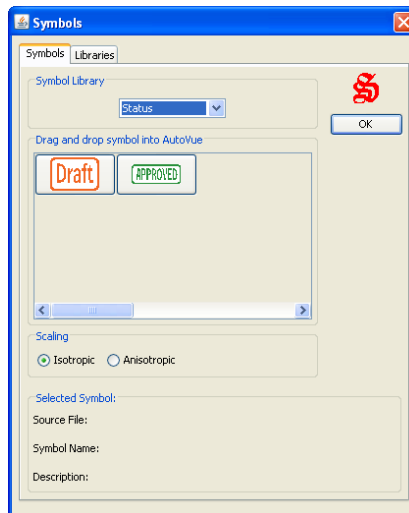 Symbols
Symbols Libraries
Symbol Library
Status
S
OK
Drag and drop symbol into AutoVue
Draft APPROVED
Scaling
Isotropic Anisotropic
Selected Symbol:
Source File:
Symbol Name:
Description: